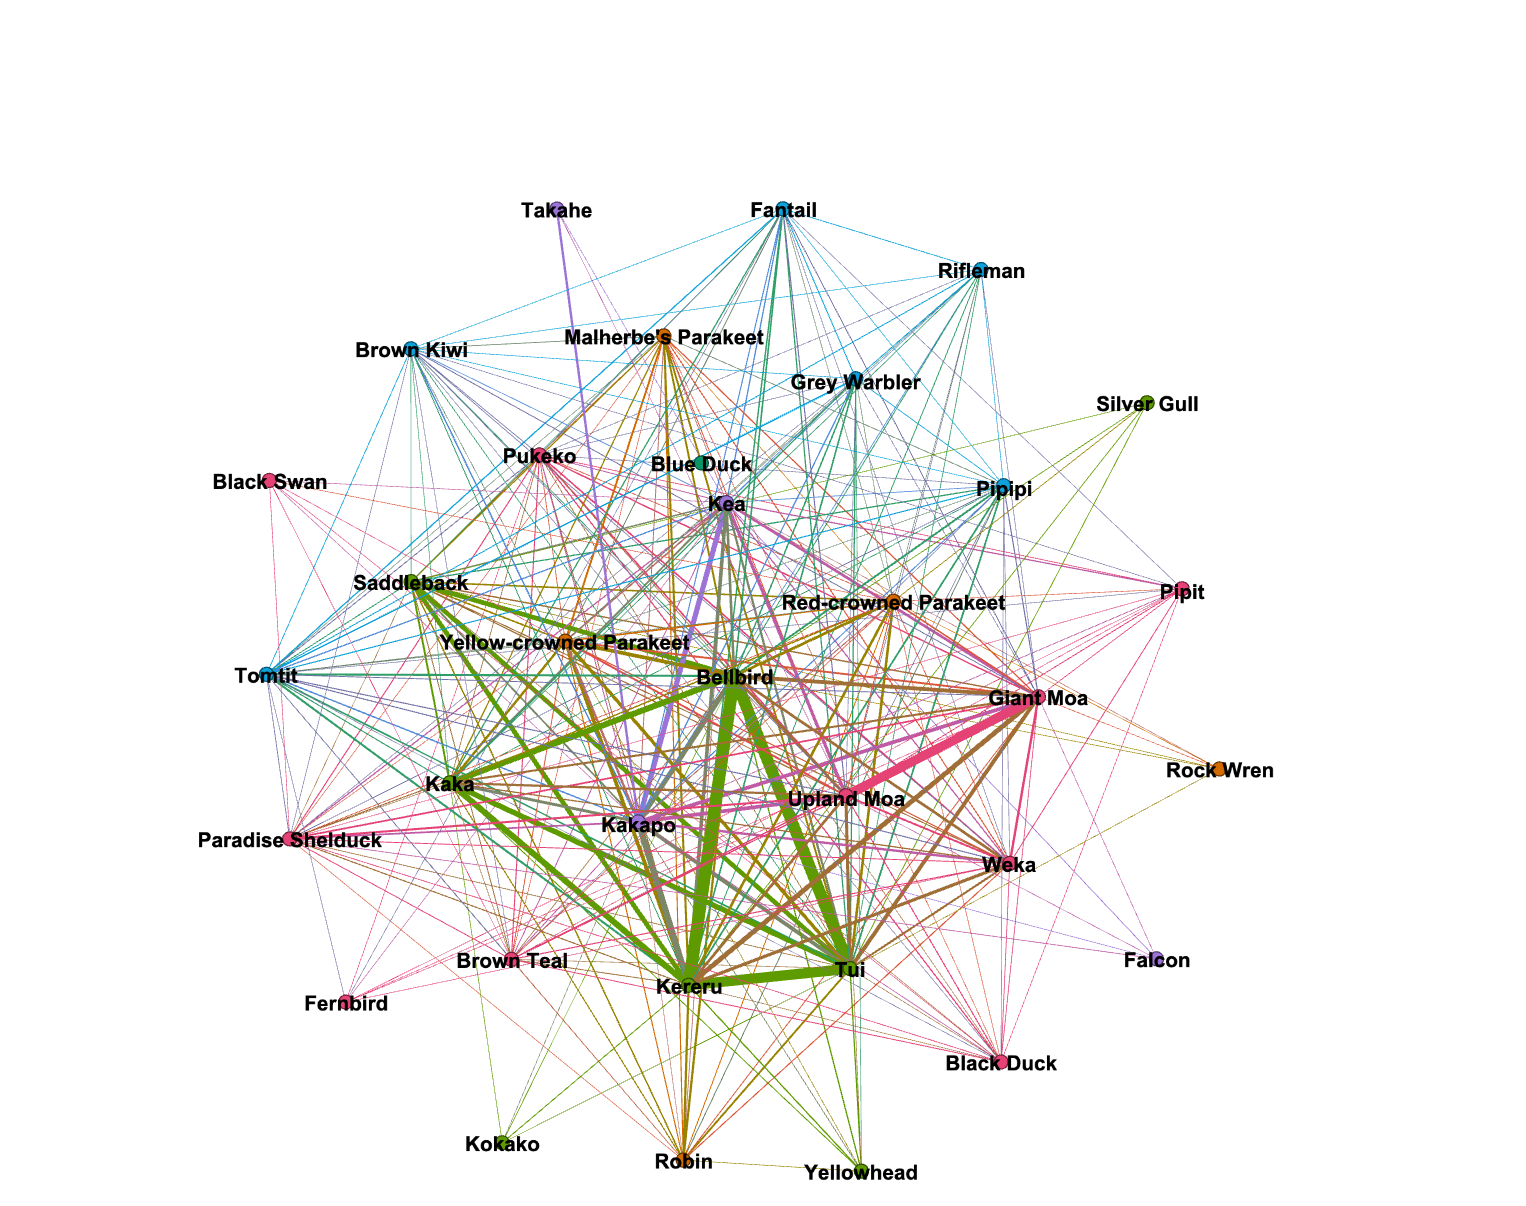 Takahe
Fantail
Rifleman
Malherbe's Parakeet
Brown Kiwi
Grey Warbler
Silver Gull
Pukeko
Blue Duck
Black Swan
Pipipi
Kea
Saddleback
Pipit
Red-crowned Parakeet
Yellow-crowned Parakeet
Tomtit
Bellbird
Giant Moa
Rock Wren
Kaka
Upland Moa
Kakapo
Paradise Shelduck
Weka
Brown Teal
Falcon
Tui
Kereru
Fernbird
Black Duck
Kokako
Robin
Yellowhead